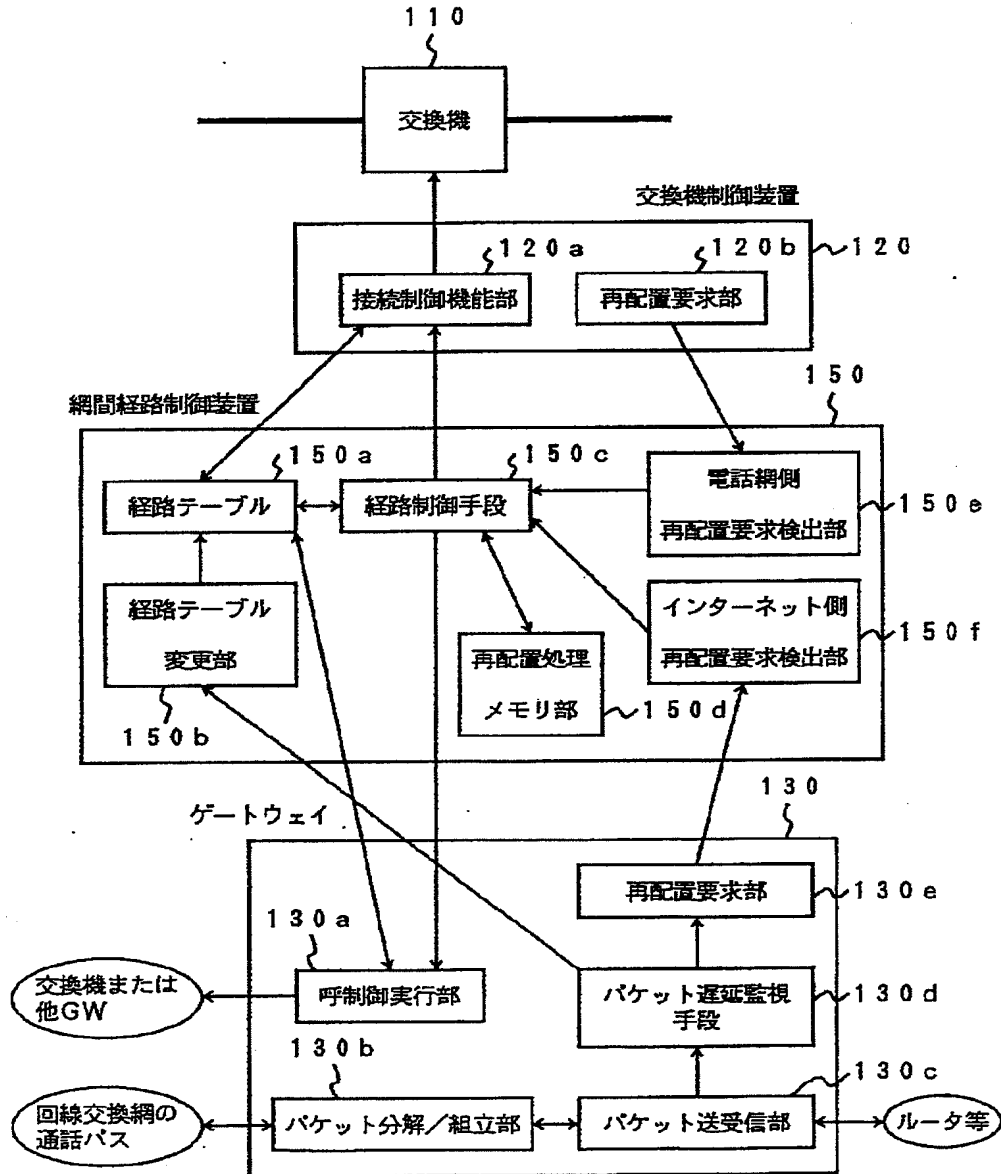 110
交換機
交換機制御装置
120a
120b
120
接続制御機能部
再配置要求部
150
網間経路制御装置
150a
150c
経路テーブル
経路制御手段
電話網側
再配置要求検出部
150e
経路テーブル
変更部
インターネット側
再配置要求検出部
150f
再配置処理
メモリ部
150d
150b
130
ゲートウェイ
再配置要求部
130e
130a
交換機または
他GW
呼制御実行部
パケット遅延監視
手段
130d
130b
130c
回線交換網の
通話パス
パケット分解/組立部
パケット送受信部
ルータ等